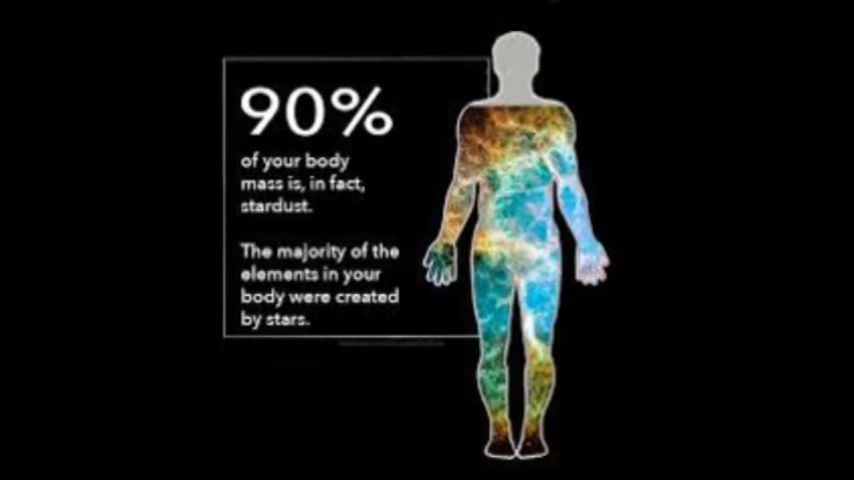 90%
of your body
mass is, in fact,
stardust.
The majority of the
elements in your
body were created
by stars.